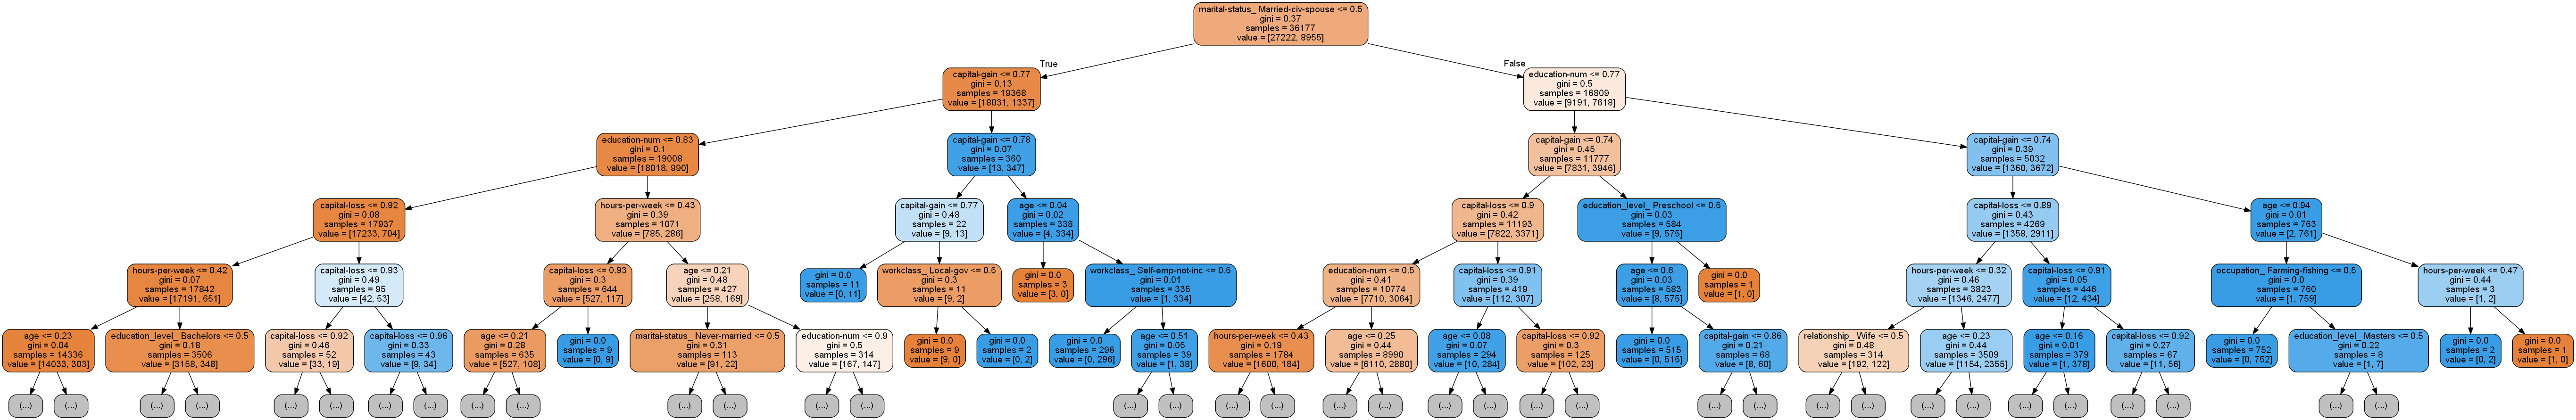 marital-status_ Married-civ-spouse <= 0.5
gini = 0.37
samples = 36177
value = [27222, 8955]
True
False
capital-gain <= 0.77
gini = 0.13
samples = 19368
value = [18031, 1337]
education-num <= 0.77
gini = 0.5
samples = 16809
value = [9191, 7618]
education-num <= 0.83
gini = 0.1
samples = 19008
value = [18018, 990]
capital-gain <= 0.78
gini = 0.07
samples = 360
value = [13, 347]
capital-gain <= 0.74
gini = 0.45
samples = 11777
value = [7831, 3946]
capital-gain <= 0.74
gini = 0.39
samples = 5032
value = [1360, 3672]
capital-loss <= 0.92
gini = 0.08
samples = 17937
value = [17233, 704]
hours-per-week <= 0.43
gini = 0.39
samples = 1071
value = [785, 286]
capital-gain <= 0.77
gini = 0.48
samples = 22
value = [9, 13]
age <= 0.04
gini = 0.02
samples = 338
value = [4, 334]
capital-loss <= 0.9
gini = 0.42
samples = 11193
value = [7822, 3371]
education_level_ Preschool <= 0.5
gini = 0.03
samples = 584
value = [9, 575]
capital-loss <= 0.89
gini = 0.43
samples = 4269
value = [1358, 2911]
age <= 0.94
gini = 0.01
samples = 763
value = [2, 761]
hours-per-week <= 0.42
gini = 0.07
samples = 17842
value = [17191, 651]
capital-loss <= 0.93
gini = 0.49
samples = 95
value = [42, 53]
capital-loss <= 0.93
gini = 0.3
samples = 644
value = [527, 117]
age <= 0.21
gini = 0.48
samples = 427
value = [258, 169]
gini = 0.0
samples = 11
value = [0, 11]
workclass_ Local-gov <= 0.5
gini = 0.3
samples = 11
value = [9, 2]
gini = 0.0
samples = 3
value = [3, 0]
workclass_ Self-emp-not-inc <= 0.5
gini = 0.01
samples = 335
value = [1, 334]
education-num <= 0.5
gini = 0.41
samples = 10774
value = [7710, 3064]
capital-loss <= 0.91
gini = 0.39
samples = 419
value = [112, 307]
age <= 0.6
gini = 0.03
samples = 583
value = [8, 575]
gini = 0.0
samples = 1
value = [1, 0]
hours-per-week <= 0.32
gini = 0.46
samples = 3823
value = [1346, 2477]
capital-loss <= 0.91
gini = 0.05
samples = 446
value = [12, 434]
occupation_ Farming-fishing <= 0.5
gini = 0.0
samples = 760
value = [1, 759]
hours-per-week <= 0.47
gini = 0.44
samples = 3
value = [1, 2]
age <= 0.23
gini = 0.04
samples = 14336
value = [14033, 303]
education_level_ Bachelors <= 0.5
gini = 0.18
samples = 3506
value = [3158, 348]
capital-loss <= 0.92
gini = 0.46
samples = 52
value = [33, 19]
capital-loss <= 0.96
gini = 0.33
samples = 43
value = [9, 34]
age <= 0.21
gini = 0.28
samples = 635
value = [527, 108]
gini = 0.0
samples = 9
value = [0, 9]
marital-status_ Never-married <= 0.5
gini = 0.31
samples = 113
value = [91, 22]
education-num <= 0.9
gini = 0.5
samples = 314
value = [167, 147]
gini = 0.0
samples = 9
value = [9, 0]
gini = 0.0
samples = 2
value = [0, 2]
gini = 0.0
samples = 296
value = [0, 296]
age <= 0.51
gini = 0.05
samples = 39
value = [1, 38]
hours-per-week <= 0.43
gini = 0.19
samples = 1784
value = [1600, 184]
age <= 0.25
gini = 0.44
samples = 8990
value = [6110, 2880]
age <= 0.08
gini = 0.07
samples = 294
value = [10, 284]
capital-loss <= 0.92
gini = 0.3
samples = 125
value = [102, 23]
gini = 0.0
samples = 515
value = [0, 515]
capital-gain <= 0.86
gini = 0.21
samples = 68
value = [8, 60]
relationship_ Wife <= 0.5
gini = 0.48
samples = 314
value = [192, 122]
age <= 0.23
gini = 0.44
samples = 3509
value = [1154, 2355]
age <= 0.16
gini = 0.01
samples = 379
value = [1, 378]
capital-loss <= 0.92
gini = 0.27
samples = 67
value = [11, 56]
gini = 0.0
samples = 752
value = [0, 752]
education_level_ Masters <= 0.5
gini = 0.22
samples = 8
value = [1, 7]
gini = 0.0
samples = 2
value = [0, 2]
gini = 0.0
samples = 1
value = [1, 0]
(...) (...) (...) (...) (...) (...) (...) (...) (...) (...) (...) (...) (...) (...) (...) (...) (...) (...) (...) (...) (...) (...) (...) (...) (...) (...) (...) (...) (...) (...) (...) (...) (...) (...) (...) (...) (...) (...)